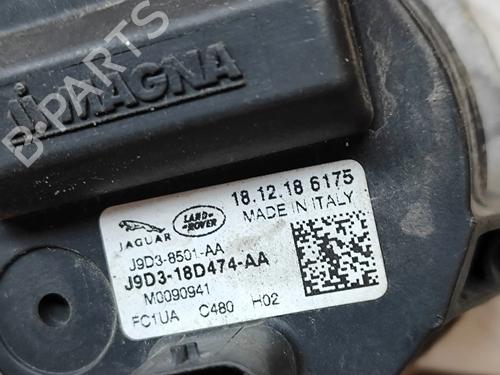 MAGNA
B-PARTS
18.12.18 6175
MADE IN ITALY
JAGUAR
LAND-
ROVER
J9D3-8501-AA
J9D3-18D474-AA
M0090941
FC1UA C480 H02